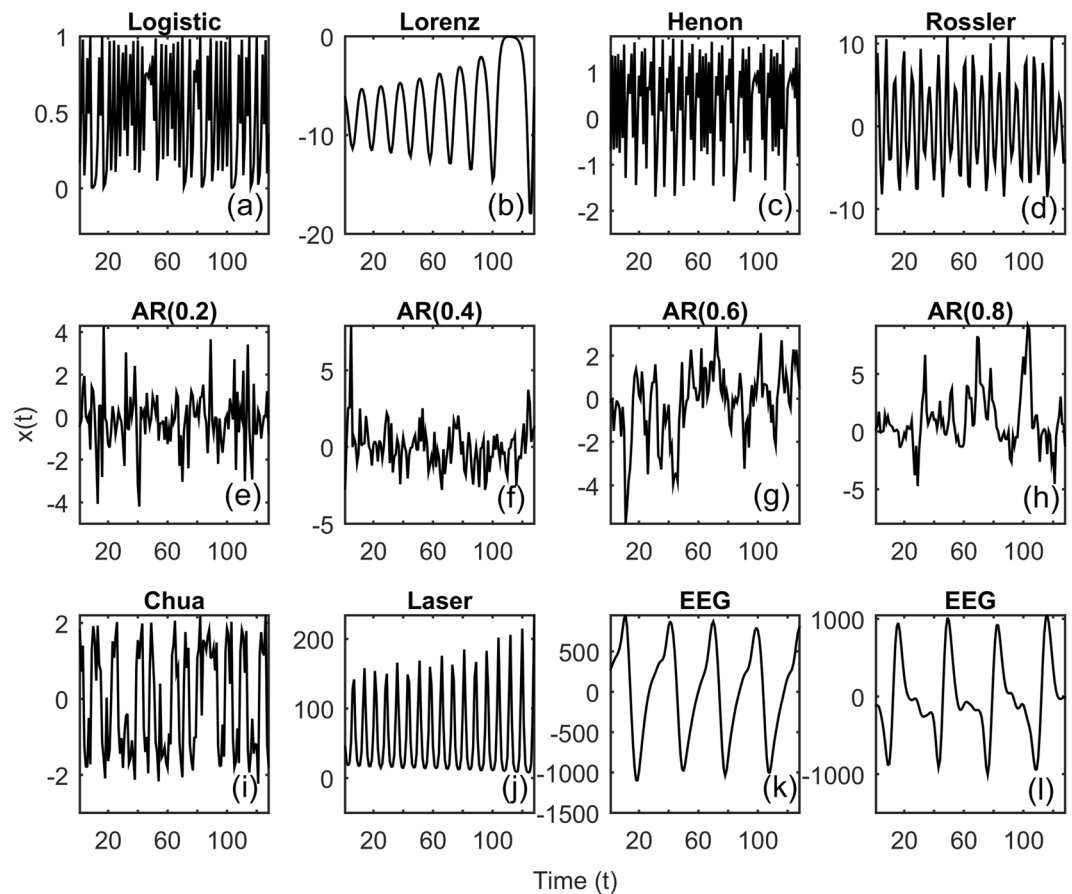 Logistic Lorenz Henon Rossler
1 0 1 10
0.5 -10 0 0
0 -20 -1 -10
-2
(a) (b) (c) (d)
20 60 100 20 60 100 20 60 100 20 60 100
AR(0.2) AR(0.4) AR(0.6) AR(0.8)
4 5 2 5
2 0 0 0
0 -5 -2 -5
-2 -4
-4
x(t)
(e) (f) (g) (h)
20 60 100 20 60 100 20 60 100 20 60 100
Chua Laser EEG EEG
2 200 500 1000
0 100 0 0
-2 0 -500 -1000
-1000
-1500
(i) (j) (k) (l)
20 60 100 20 60 100 20 60 100 20 60 100
Time (t)